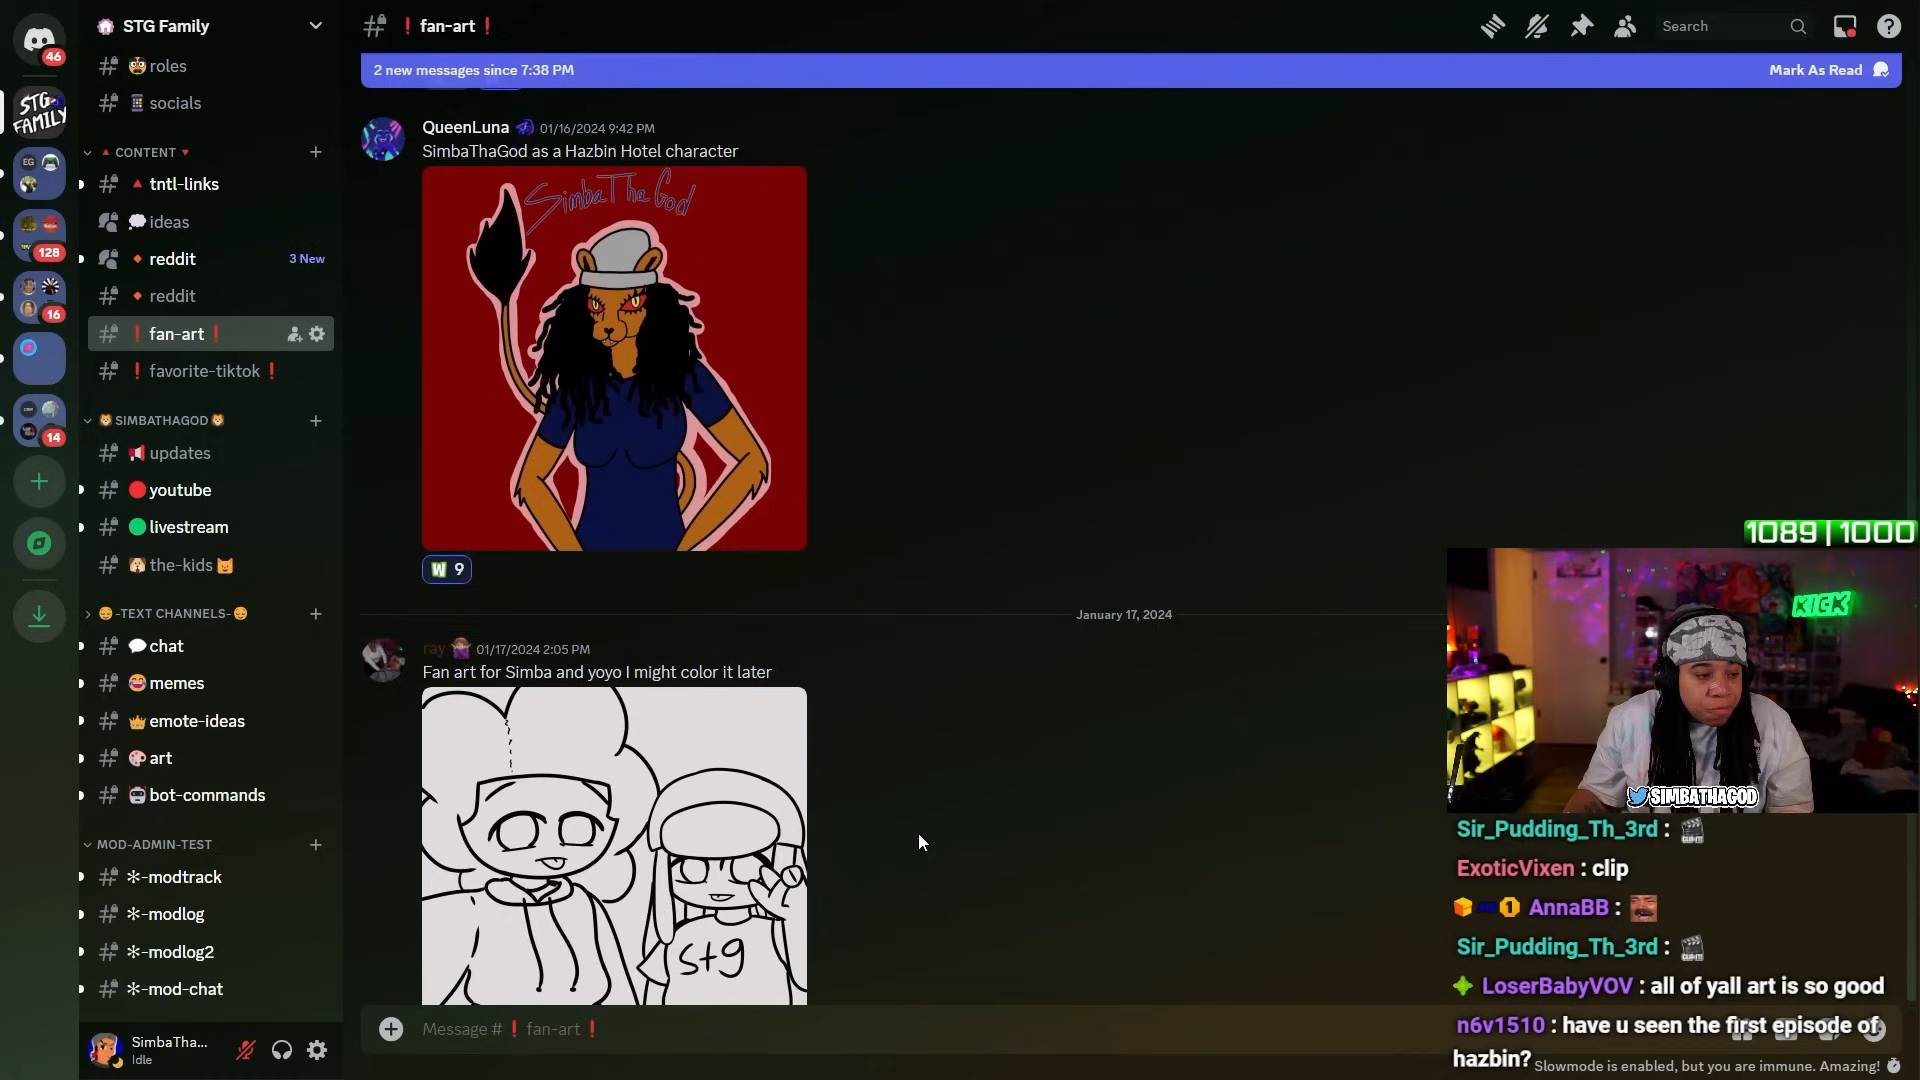 46
STG FAMILY
EG
128
16
14
STG Family
roles
socials
CONTENT
tntl-links
ideas
reddit
3 New
reddit
fan-art
favorite-tiktok
SIMBATHAGOD
updates
youtube
livestream
the-kids
-TEXT CHANNELS-
chat
memes
emote-ideas
art
bot-commands
MOD-ADMIN-TEST
✻-modtrack
✻-modlog
✻-modlog2
✻-mod-chat
SimbaTha...
Idle
❗ fan-art ❗
Search
2 new messages since 7:38 PM
Mark As Read
QueenLuna 01/16/2024 9:42 PM
SimbaThaGod as a Hazbin Hotel character
SimbaThaGod
W 9
January 17, 2024
ray 01/17/2024 2:05 PM
Fan art for Simba and yoyo I might color it later
stg
Message #❗ fan-art ❗
1089 | 1000
KICK
@SIMBATHAGOD
Sir_Pudding_Th_3rd :
ExoticVixen : clip
1 AnnaBB :
Sir_Pudding_Th_3rd :
LoserBabyVOV : all of yall art is so good
n6v1510 : have u seen the first episode of
hazbin?
Slowmode is enabled, but you are immune. Amazing!